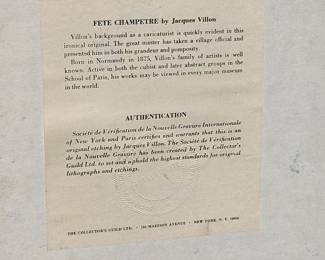 FETE CHAMPETRE by Jacques Villon
Villon's background as a caricaturist is quickly evident in this
ironical original. The great master has taken a village official and
presented him in both his grandeur and pomposity.
Born in Normandy in 1875, Villon's family of artists is well
known. Active in both the cubist and later abstract groups in the
School of Paris, his works may be viewed in every major museum
in the world.
AUTHENTICATION
Société de Vérification de la Nouvelle Gravure Internationale
of New York and Paris certifies and warrants that this is an
original etching by Jacques Villon. The Société de Vérification
de la Nouvelle Gravure has been created by The Collector's
Guild Ltd. to set and uphold the highest standards for original
lithographs and etchings.
THE COLLECTOR'S GUILD LTD. · MADISON AVENUE · NEW YORK, N. Y.